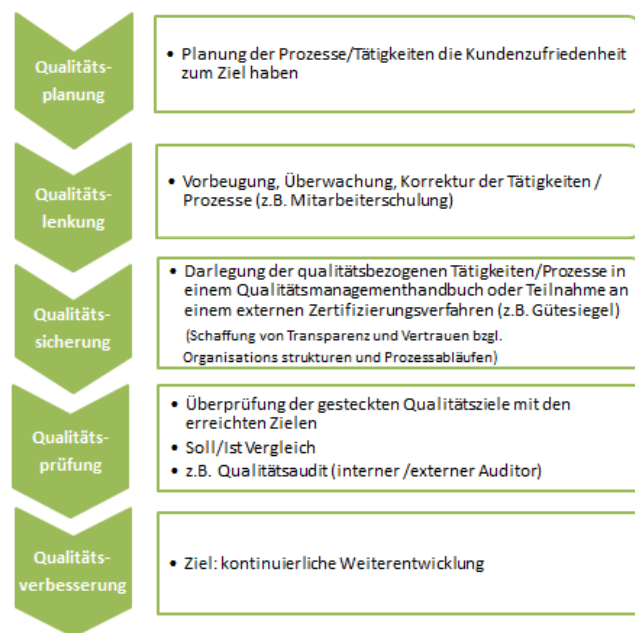 Qualitäts-
planung
• Planung der Prozesse/Tätigkeiten die Kundenzufriedenheit
zum Ziel haben
Qualitäts-
lenkung
• Vorbeugung, Überwachung, Korrektur der Tätigkeiten /
Prozesse (z.B. Mitarbeiterschulung)
Qualitäts-
sicherung
• Darlegung der qualitätsbezogenen Tätigkeiten/Prozesse in
einem Qualitätsmanagementhandbuch oder Teilnahme an
einem externen Zertifizierungsverfahren (z.B. Gütesiegel)
(Schaffung von Transparenz und Vertrauen bzgl.
Organisations strukturen und Prozessabläufen)
Qualitäts-
prüfung
• Überprüfung der gesteckten Qualitätsziele mit den
erreichten Zielen
• Soll/Ist Vergleich
• z.B. Qualitätsaudit (interner /externer Auditor)
Qualitäts-
verbesserung
• Ziel: kontinuierliche Weiterentwicklung